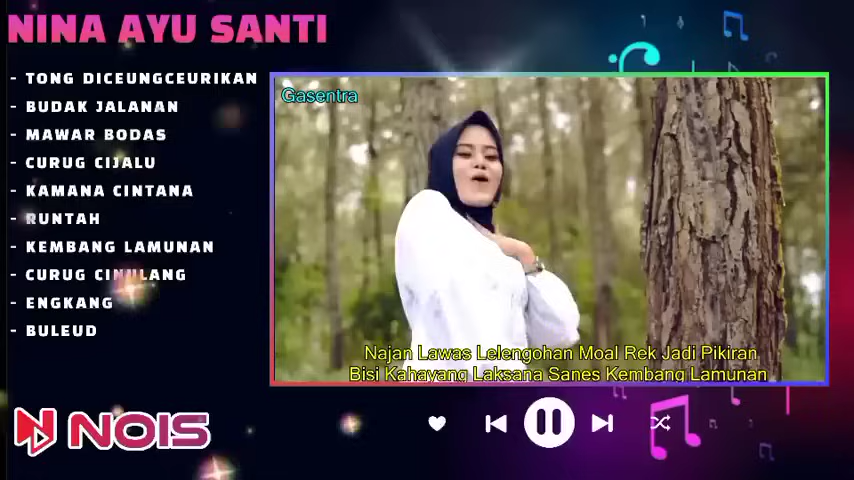 NINA AYU SANTI
- TONG DICEUNGCEURIKAN
- BUDAK JALANAN
- MAWAR BODAS
- CURUG CIJALU
- KAMANA CINTANA
- RUNTAH
- KEMBANG LAMUNAN
- CURUG CINULANG
- ENGKANG
- BULEUD
Gasentra
Najan Lawas Lelengohan Moal Rek Jadi Pikiran
Bisi Kahayang Laksana Sanes Kembang Lamunan
NOIS